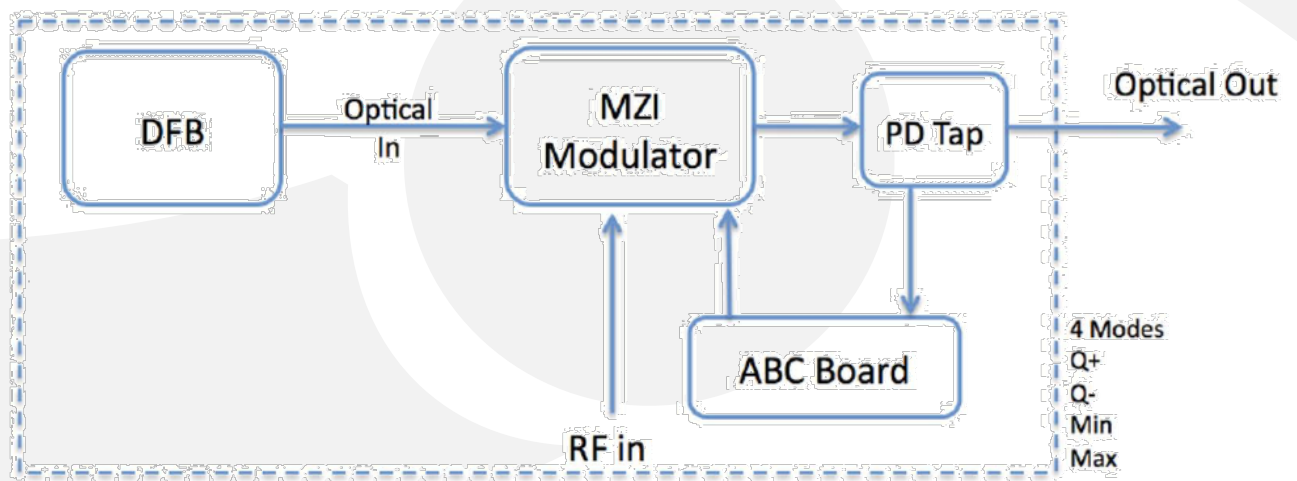 DFB
Optical
In
MZI
Modulator
PD Tap
Optical Out
ABC Board
RF in
4 Modes
Q+
Q-
Min
Max